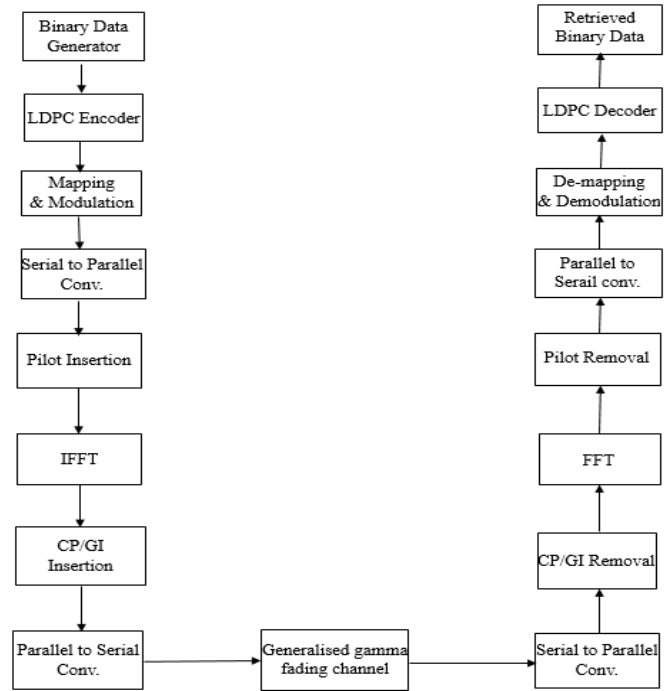 Binary Data
Generator
LDPC Encoder
Mapping
& Modulation
Serial to Parallel
Conv.
Pilot Insertion
IFFT
CP/GI
Insertion
Parallel to Serial
Conv.
Generalised gamma
fading channel
Serial to Parallel
Conv.
CP/GI Removal
FFT
Pilot Removal
Parallel to
Serail conv.
De-mapping
& Demodulation
LDPC Decoder
Retrieved
Binary Data